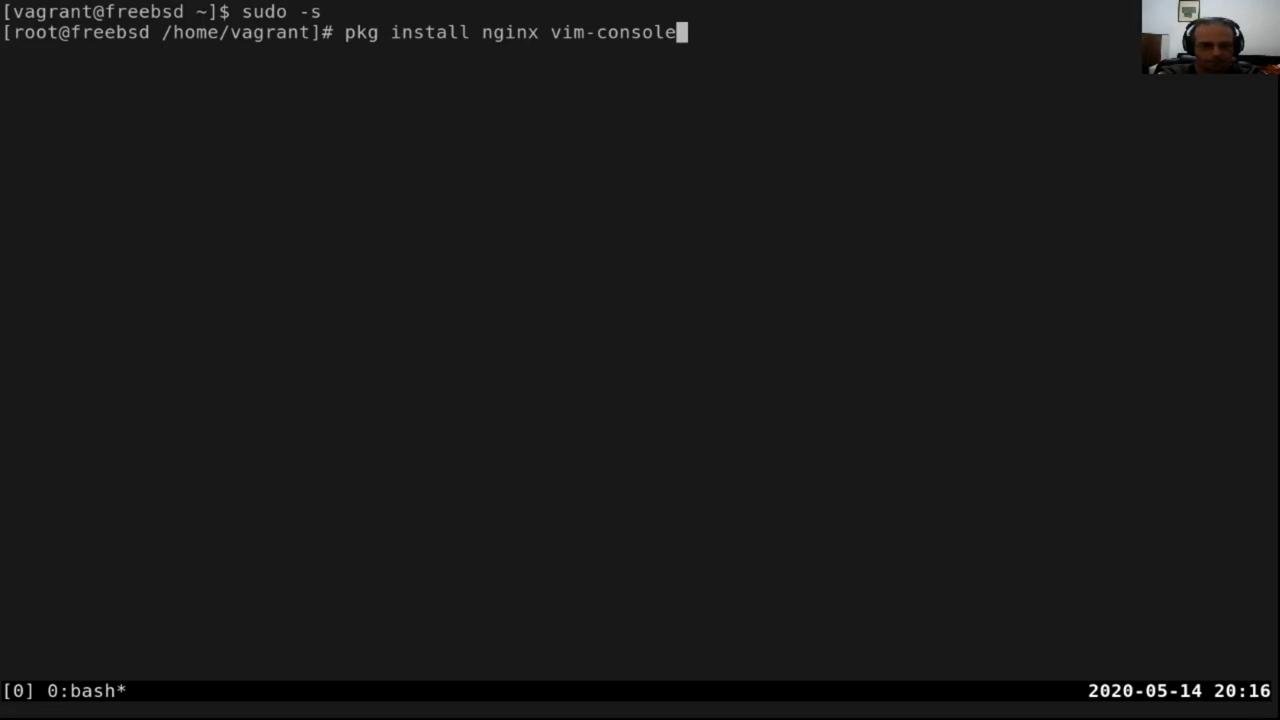 [vagrant@freebsd ~]$ sudo -s
[root@freebsd /home/vagrant]# pkg install nginx vim-console
[0] 0:bash* 2020-05-14 20:16